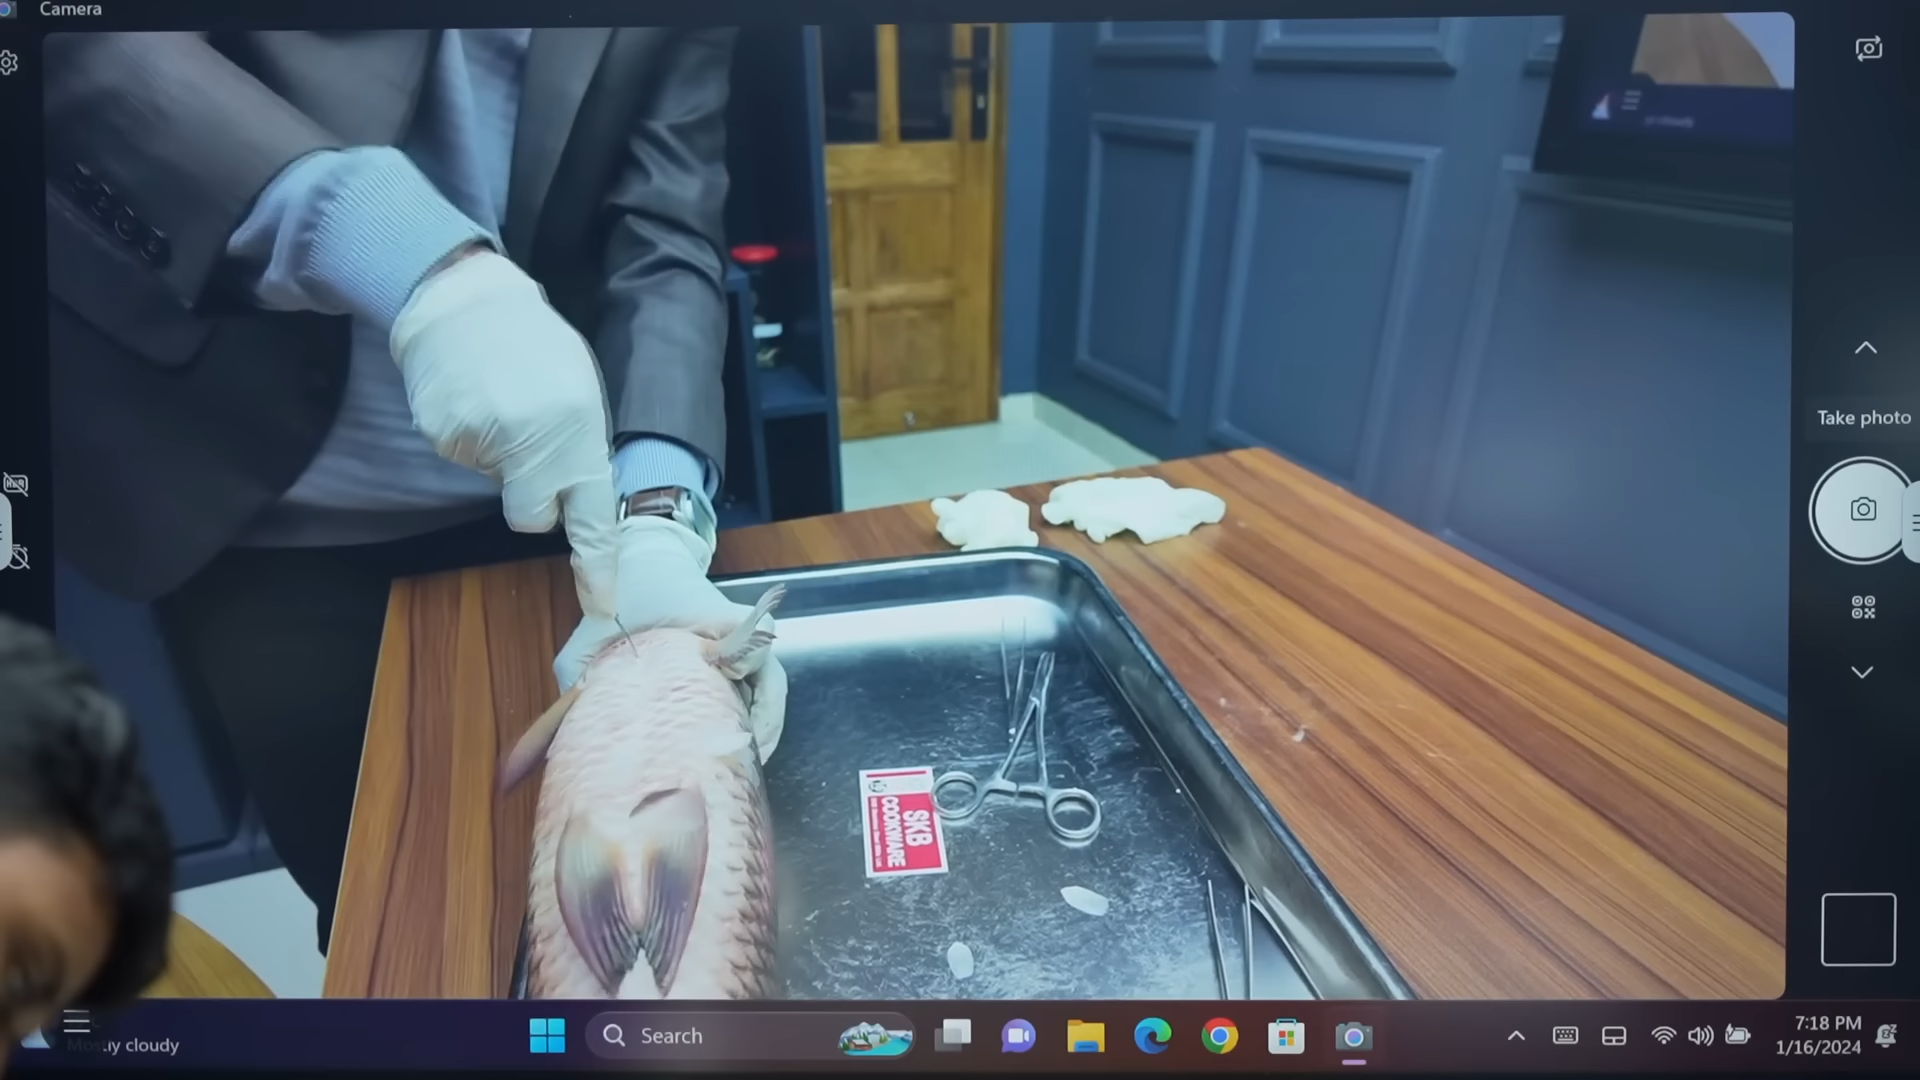 Camera
Take photo
SKB
COOKWARE
Search
7:18 PM
1/16/2024
cloudy